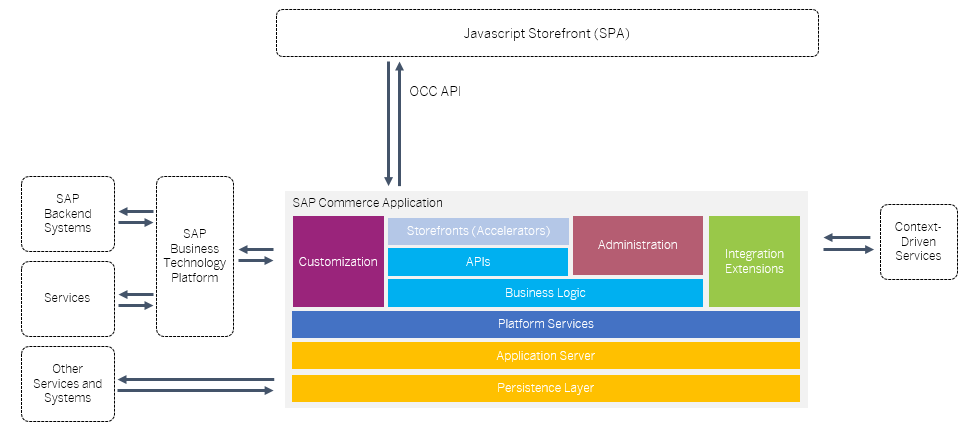 Javascript Storefront (SPA)
OCC API
SAP
Backend
Systems
SAP
Business
Technology
Platform
Services
Other
Services and
Systems
SAP Commerce Application
Customization
Storefronts (Accelerators)
APIs
Administration
Business Logic
Integration
Extensions
Platform Services
Application Server
Persistence Layer
Context-
Driven
Services